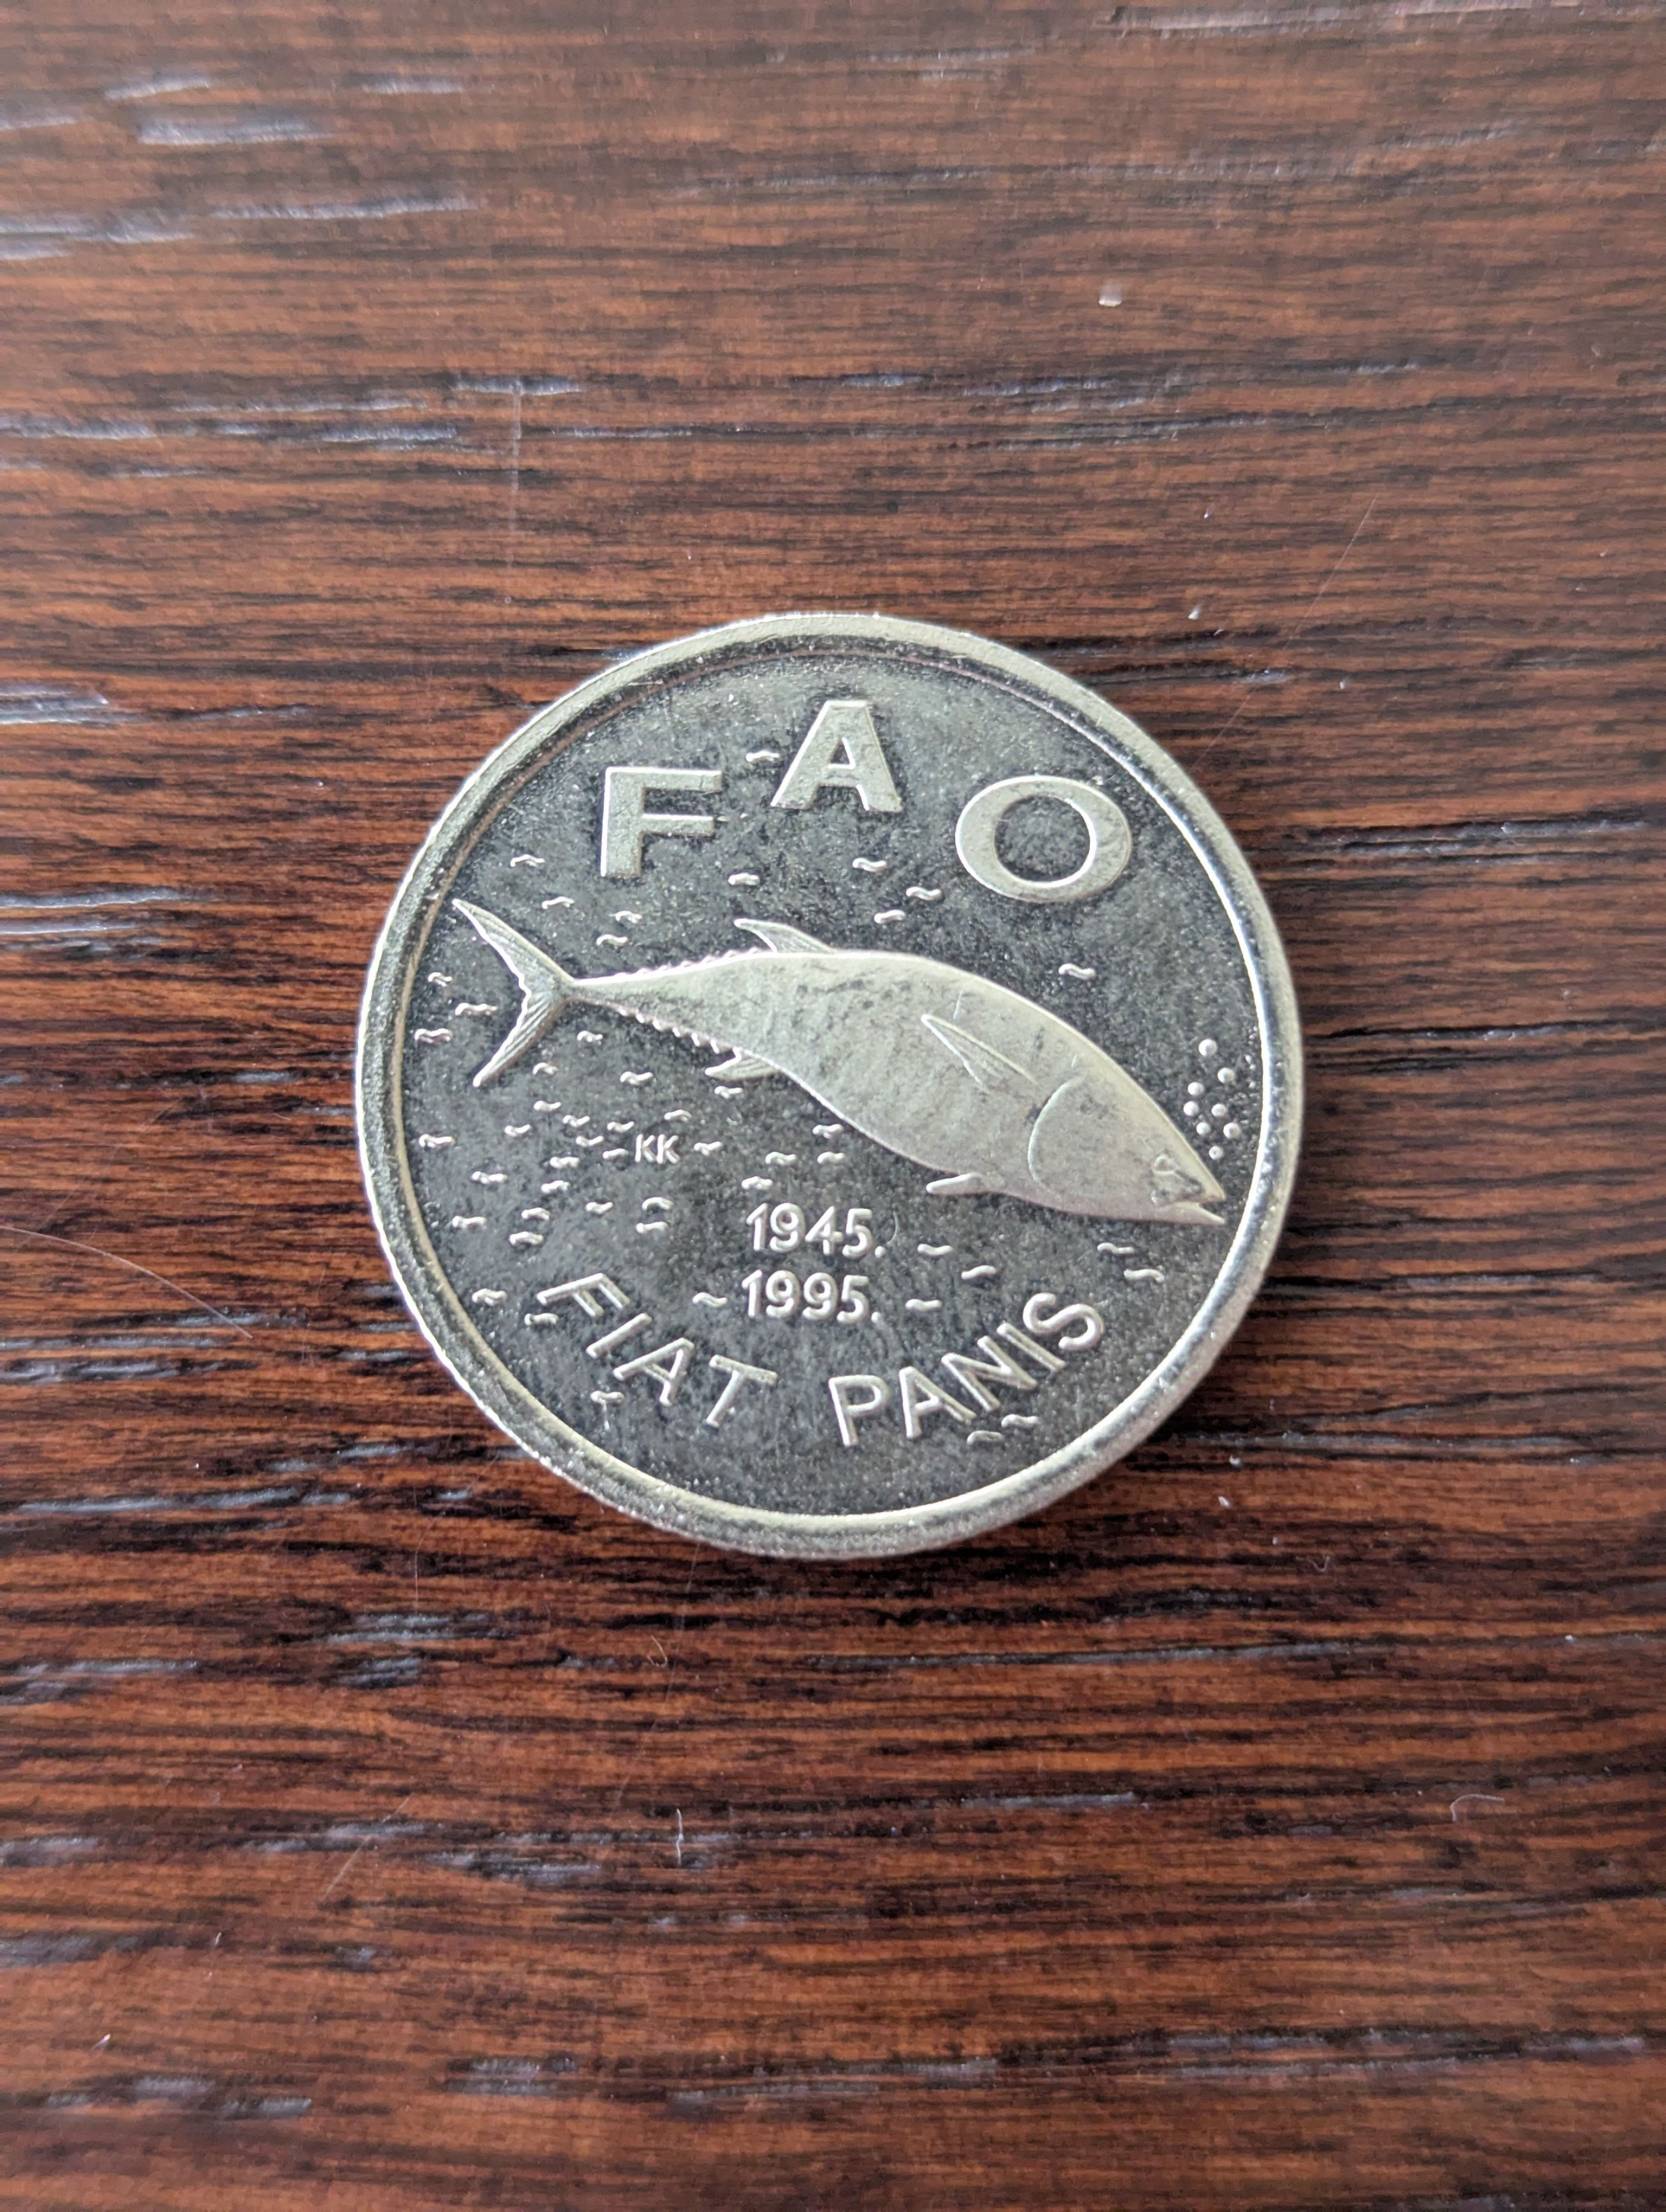 FAO
KK
1945.
1995.
FIAT PANIS